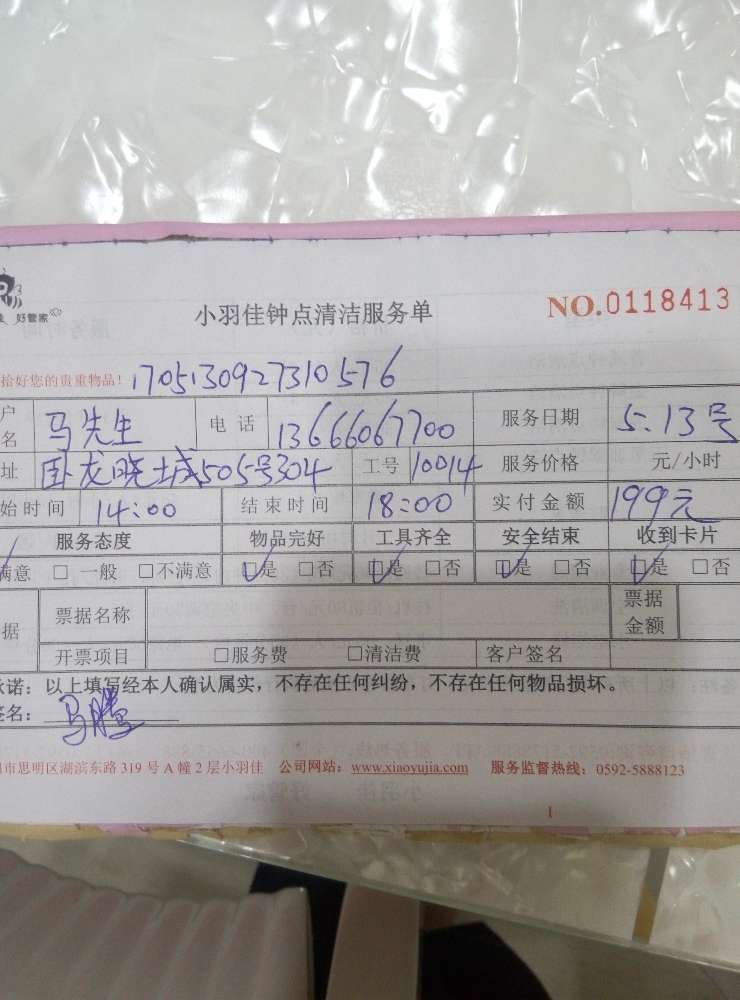 好管家
小羽佳钟点清洁服务单 NO.0118413
拾好您的贵重物品! 1705130927310576
户名 马先生 电话 13666067700 服务日期 5.13号
址 卧龙晓城505号304 工号 10014 服务价格 元/小时
始时间 14:00 结束时间 18:00 实付金额 199元
服务态度 物品完好 工具齐全 安全结束 收到卡片
满意 □一般 □不满意 □是 □否 □是 □否 □是 □否 □是 □否
据 票据名称 票据金额
开票项目 □服务费 □清洁费 客户签名
承诺：以上填写经本人确认属实，不存在任何纠纷，不存在任何物品损坏。
签名：马腾
市思明区湖滨东路 319 号 A 幢 2 层小羽佳 公司网站：www.xiaoyujia.com 服务监督热线：0592-5888123
1